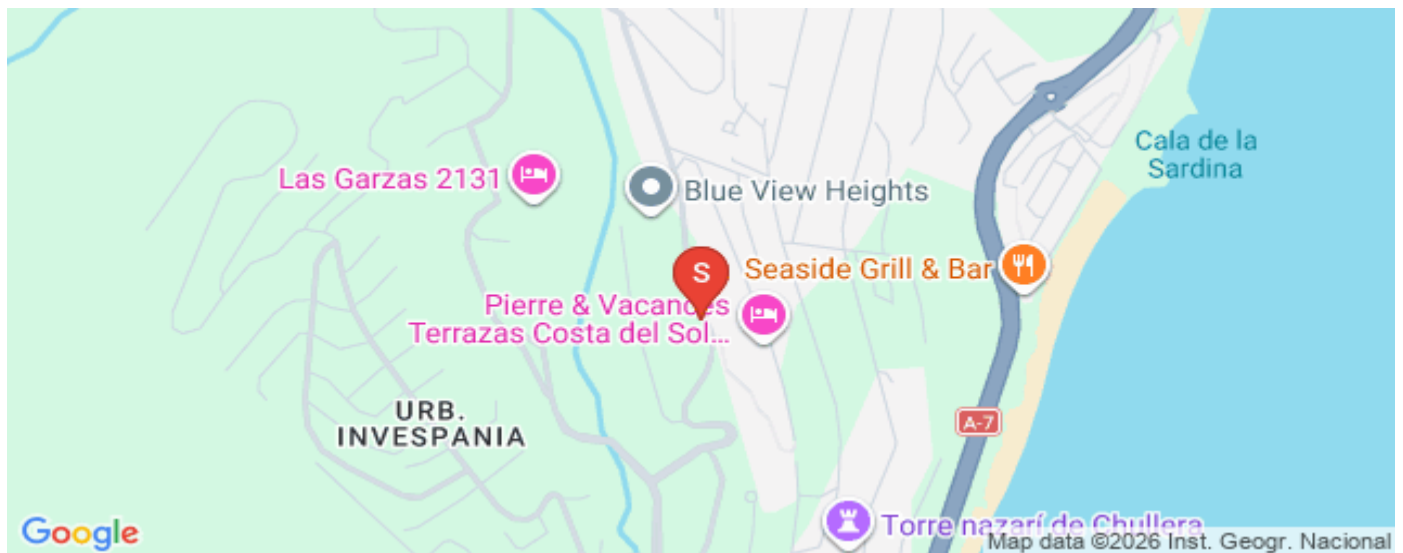 Cala de la
Sardina
Las Garzas 2131
Blue View Heights
S
Seaside Grill & Bar
Pierre & Vacances
Terrazas Costa del Sol...
URB.
INVESPANIA
A-7
Torre nazarí de Chullera
Google
Map data ©2026 Inst. Geogr. Nacional